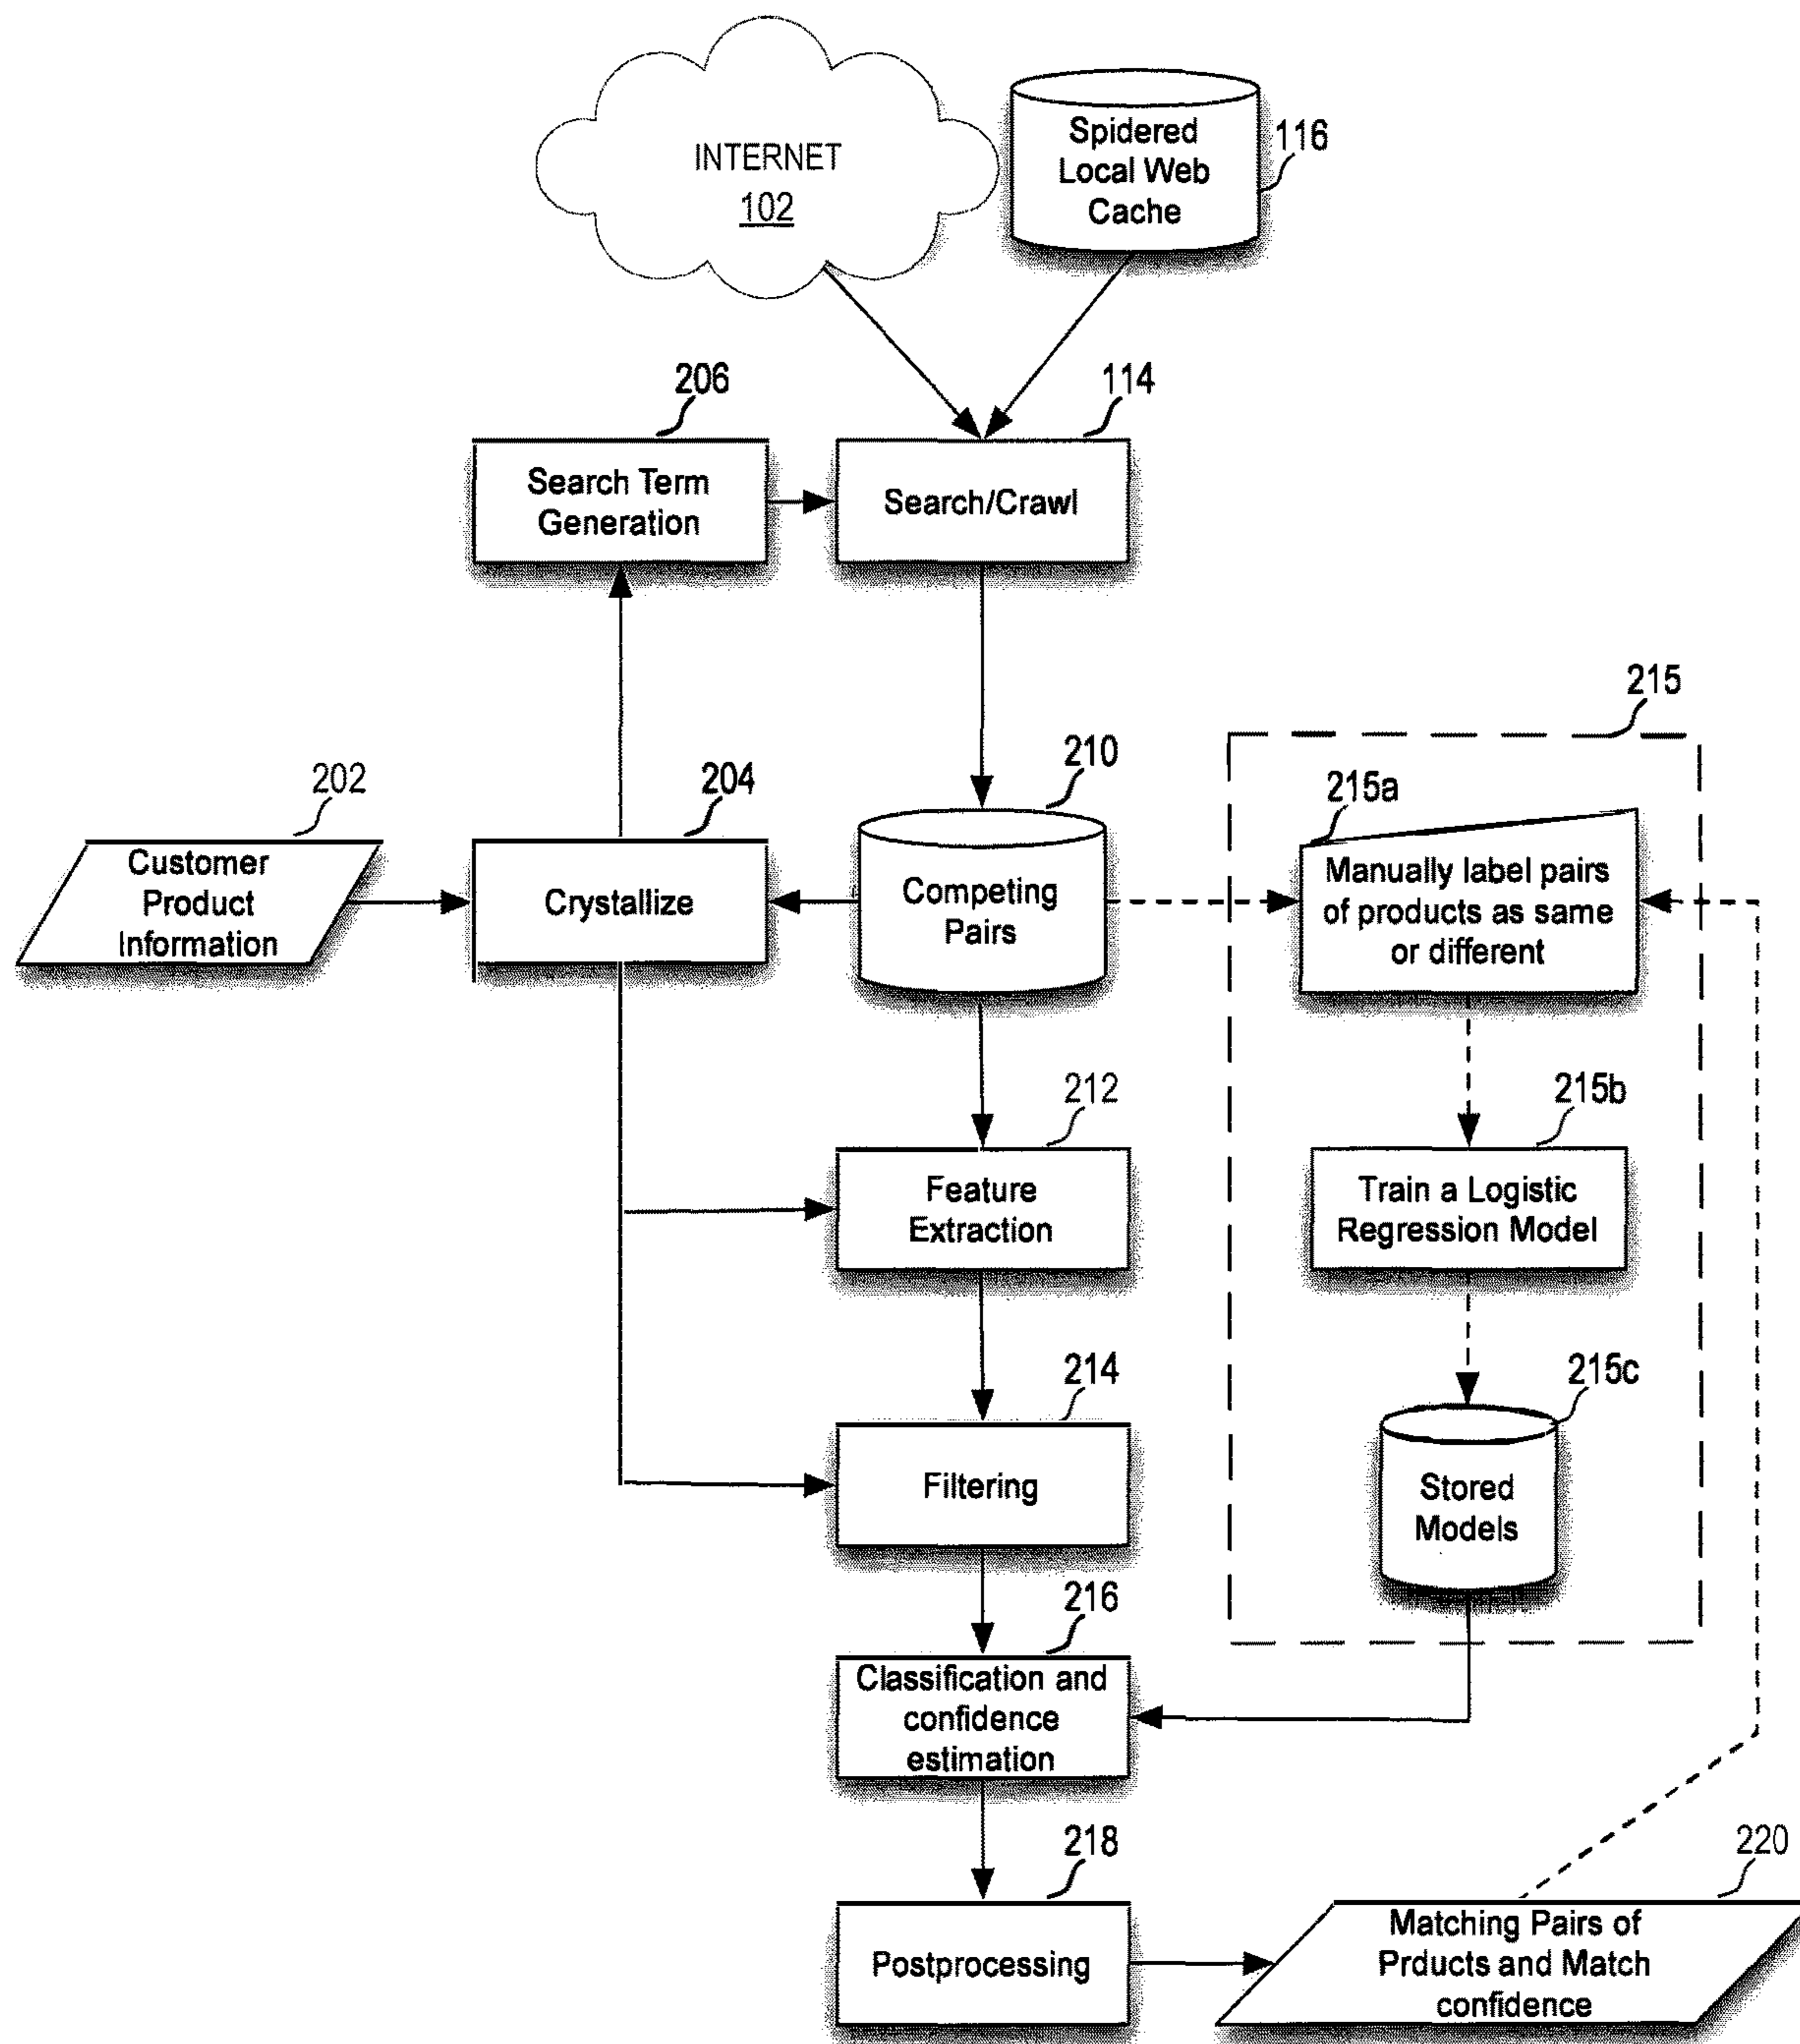 INTERNET
102
Spidered
Local Web
Cache
116
206
114
Search Term
Generation
Search/Crawl
215
202
204
210
215a
Customer
Product
Information
Crystallize
Competing
Pairs
Manually label pairs
of products as same
or different
212
215b
Feature
Extraction
Train a Logistic
Regression Model
214
215c
Filtering
Stored
Models
216
Classification and
confidence
estimation
218
220
Postprocessing
Matching Pairs of
Prducts and Match
confidence